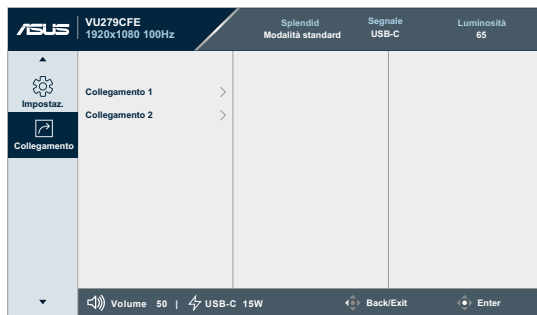 ASUS
VU279CFE
1920x1080 100Hz
Splendid
Modalità standard
Segnale
USB-C
Luminosità
65
Impostaz.
Collegamento
Collegamento 1
Collegamento 2
Volume 50 | USB-C 15W
Back/Exit
Enter